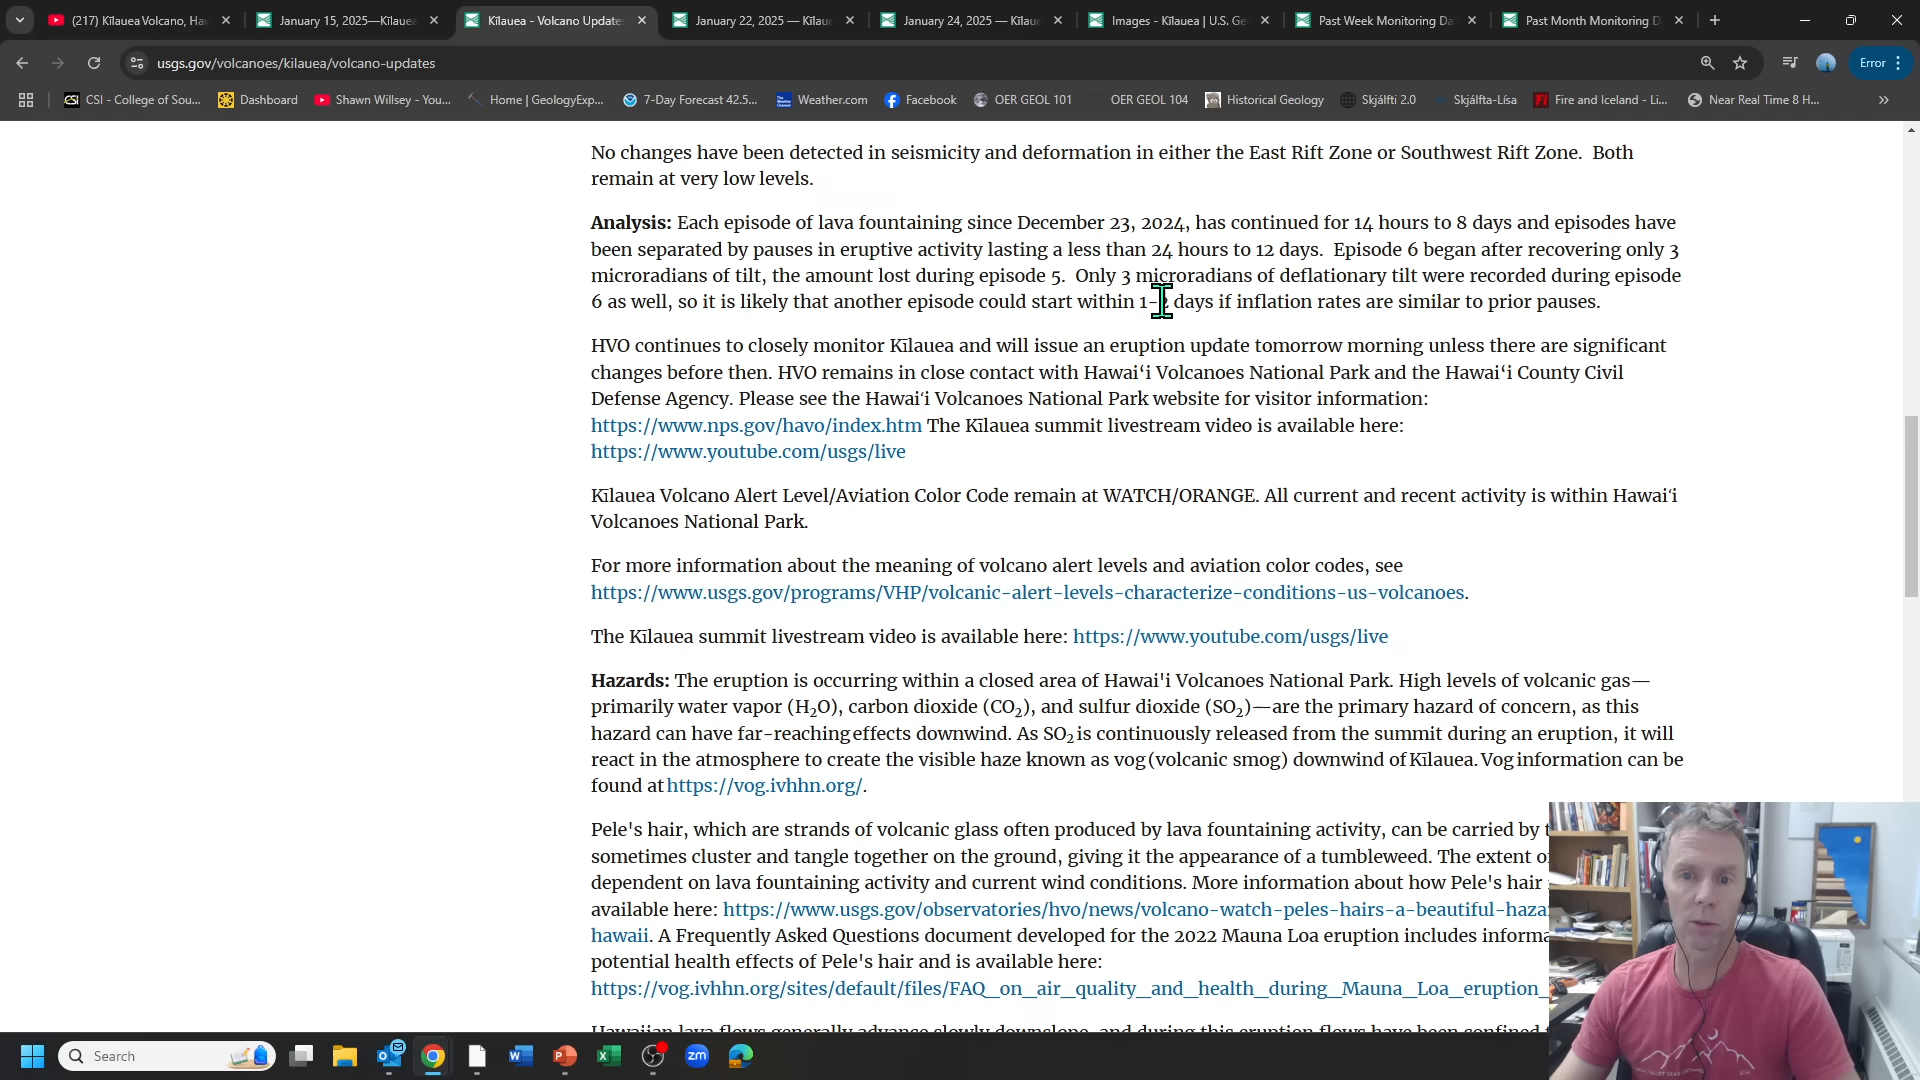 (217) Kīlauea Volcano, Ha
January 15, 2025—Kīlauea
Kīlauea - Volcano Updates
January 22, 2025 — Kīlau
January 24, 2025 — Kīlau
Images - Kīlauea | U.S. Ge
Past Week Monitoring Da
Past Month Monitoring D
usgs.gov/volcanoes/kilauea/volcano-updates
Error
CSI - College of Sou...
Dashboard
Shawn Willsey - You...
Home | GeologyExp...
7-Day Forecast 42.5...
Weather.com
Facebook
OER GEOL 101
OER GEOL 104
Historical Geology
Skjálfti 2.0
Skjálfta-Lísa
Fire and Iceland - Li...
Near Real Time 8 H...
No changes have been detected in seismicity and deformation in either the East Rift Zone or Southwest Rift Zone. Both
remain at very low levels.
Analysis: Each episode of lava fountaining since December 23, 2024, has continued for 14 hours to 8 days and episodes have
been separated by pauses in eruptive activity lasting a less than 24 hours to 12 days. Episode 6 began after recovering only 3
microradians of tilt, the amount lost during episode 5. Only 3 microradians of deflationary tilt were recorded during episode
6 as well, so it is likely that another episode could start within 1-2 days if inflation rates are similar to prior pauses.
HVO continues to closely monitor Kīlauea and will issue an eruption update tomorrow morning unless there are significant
changes before then. HVO remains in close contact with Hawaiʻi Volcanoes National Park and the Hawaiʻi County Civil
Defense Agency. Please see the Hawaiʻi Volcanoes National Park website for visitor information:
https://www.nps.gov/havo/index.htm The Kīlauea summit livestream video is available here:
https://www.youtube.com/usgs/live
Kīlauea Volcano Alert Level/Aviation Color Code remain at WATCH/ORANGE. All current and recent activity is within Hawaiʻi
Volcanoes National Park.
For more information about the meaning of volcano alert levels and aviation color codes, see
https://www.usgs.gov/programs/VHP/volcanic-alert-levels-characterize-conditions-us-volcanoes.
The Kīlauea summit livestream video is available here: https://www.youtube.com/usgs/live
Hazards: The eruption is occurring within a closed area of Hawai'i Volcanoes National Park. High levels of volcanic gas—
primarily water vapor (H₂O), carbon dioxide (CO₂), and sulfur dioxide (SO₂)—are the primary hazard of concern, as this
hazard can have far-reaching effects downwind. As SO₂ is continuously released from the summit during an eruption, it will
react in the atmosphere to create the visible haze known as vog (volcanic smog) downwind of Kīlauea. Vog information can be
found at https://vog.ivhhn.org/.
Pele's hair, which are strands of volcanic glass often produced by lava fountaining activity, can be carried by
sometimes cluster and tangle together on the ground, giving it the appearance of a tumbleweed. The extent
dependent on lava fountaining activity and current wind conditions. More information about how Pele's hair
available here: https://www.usgs.gov/observatories/hvo/news/volcano-watch-peles-hairs-a-beautiful-haza
hawaii. A Frequently Asked Questions document developed for the 2022 Mauna Loa eruption includes informa
potential health effects of Pele's hair and is available here:
https://vog.ivhhn.org/sites/default/files/FAQ_on_air_quality_and_health_during_Mauna_Loa_eruption_
Hawaiian lava flows generally advance slowly downslope, and during this eruption flows have been confined
Search
zm